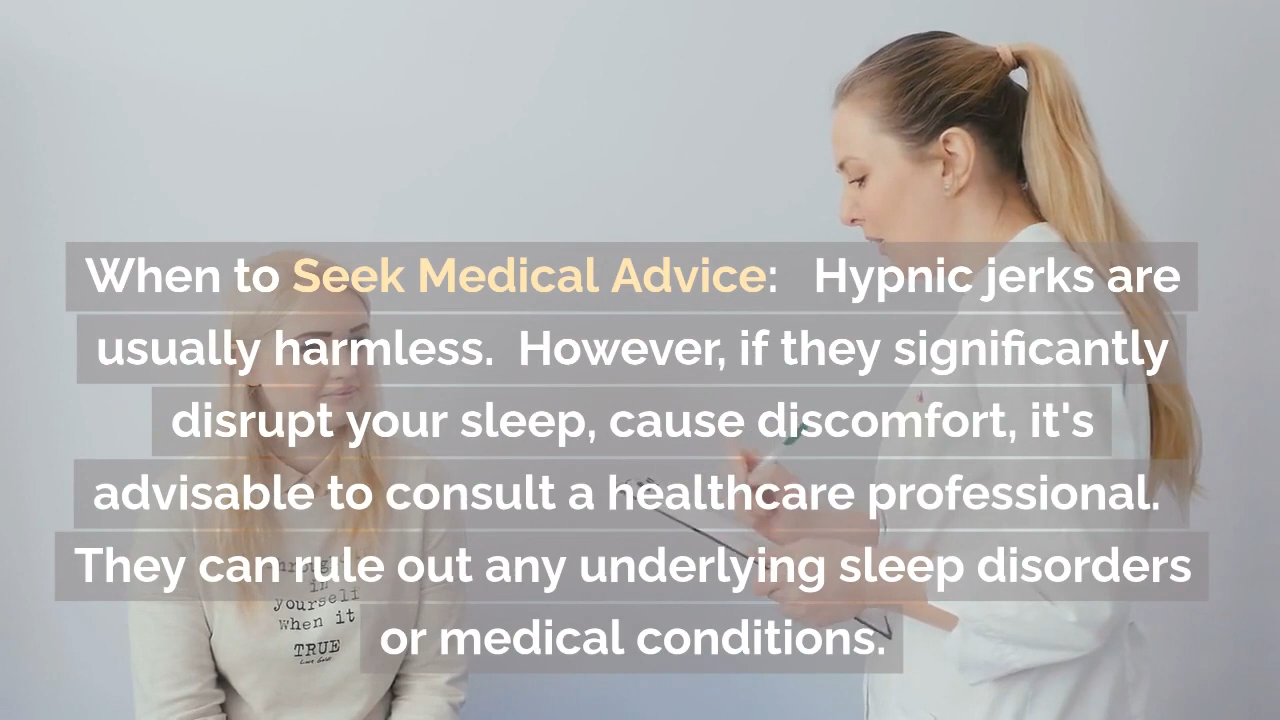 When to Seek Medical Advice:   Hypnic jerks are
usually harmless.  However, if they significantly
disrupt your sleep, cause discomfort, it's
advisable to consult a healthcare professional.
They can rule out any underlying sleep disorders
or medical conditions.
in
yourself
when it
TRUE